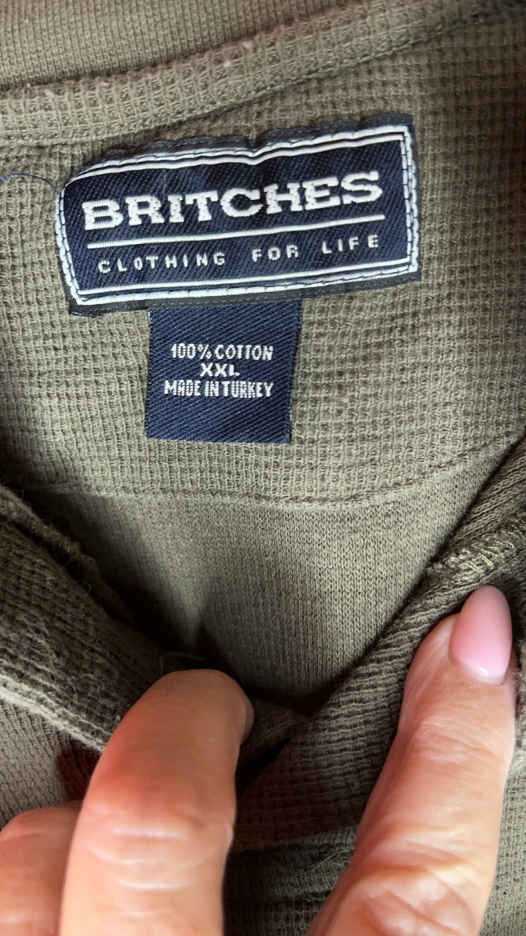 BRITCHES
CLOTHING FOR LIFE
100% COTTON
XXL
MADE IN TURKEY